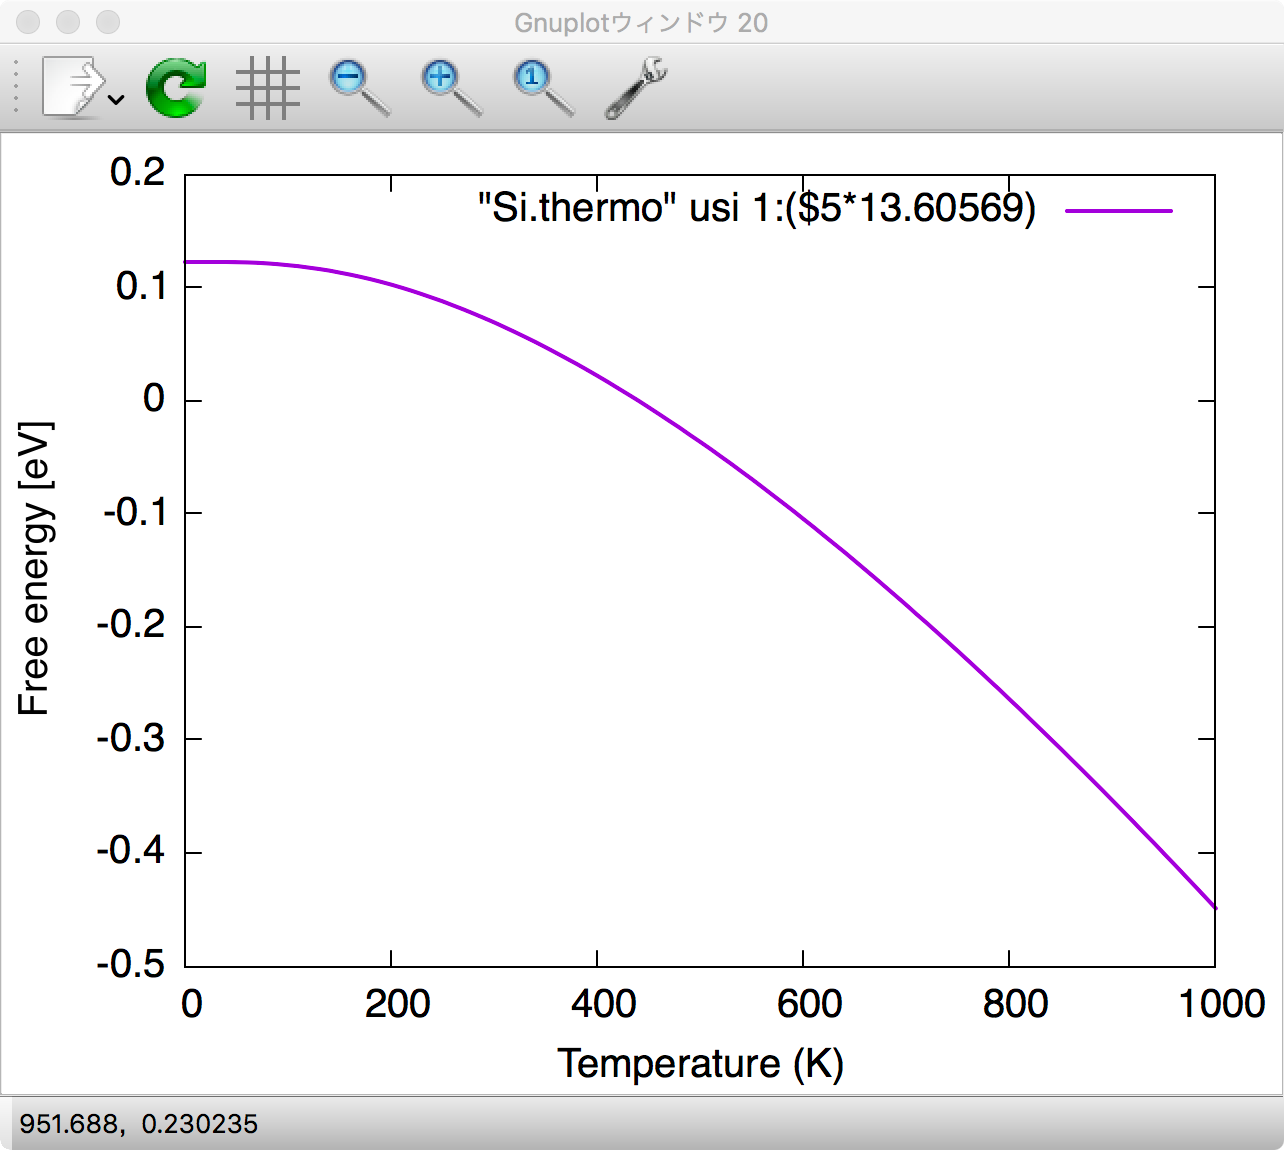 Gnuplotウィンドウ 20
1
0.2
"Si.thermo" usi 1:($5*13.60569)
0.1
0
-0.1
-0.2
-0.3
-0.4
-0.5
Free energy [eV]
0 200 400 600 800 1000
Temperature (K)
951.688, 0.230235